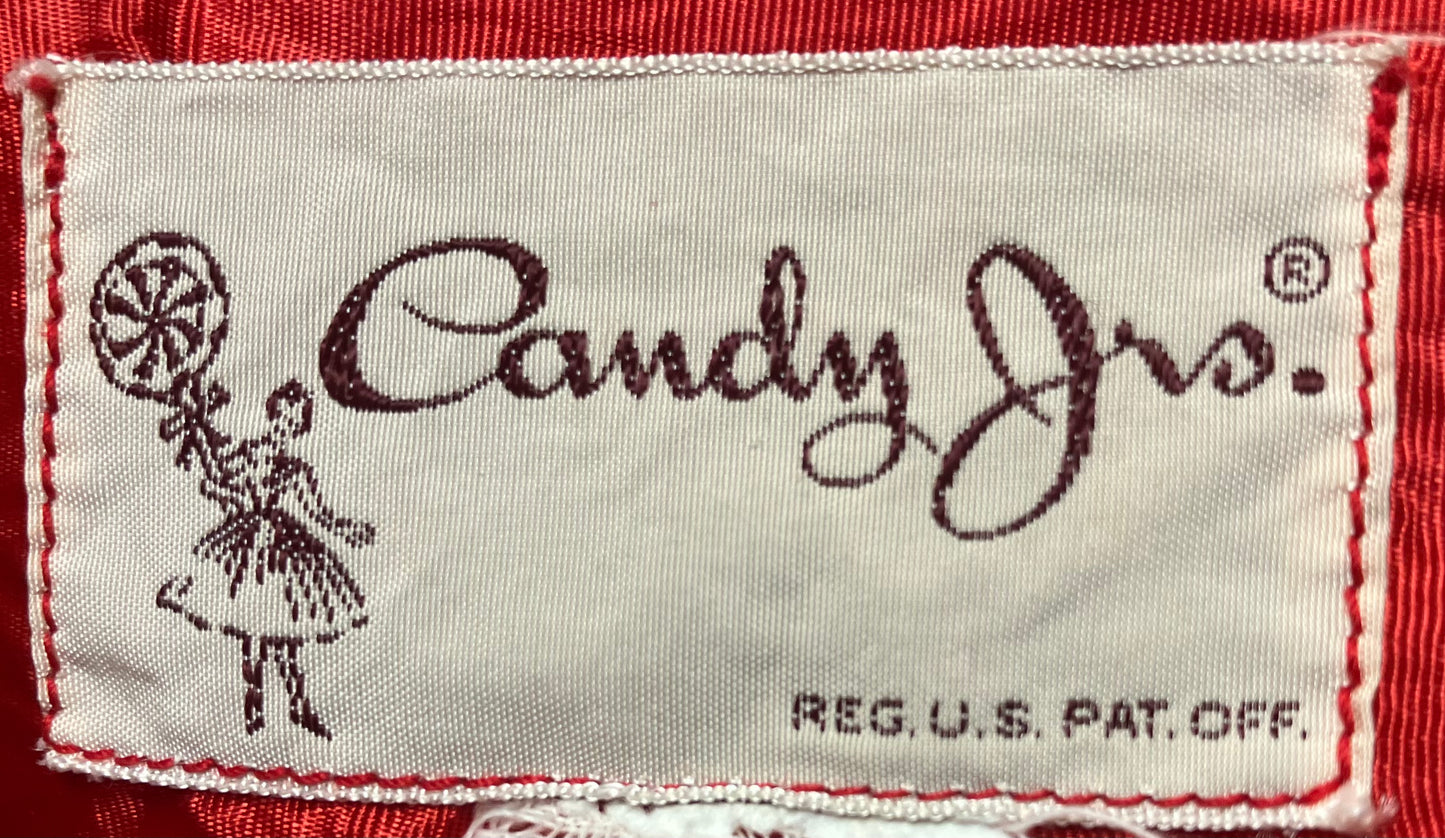 Candy Jrs. ®
REG. U.S. PAT. OFF.